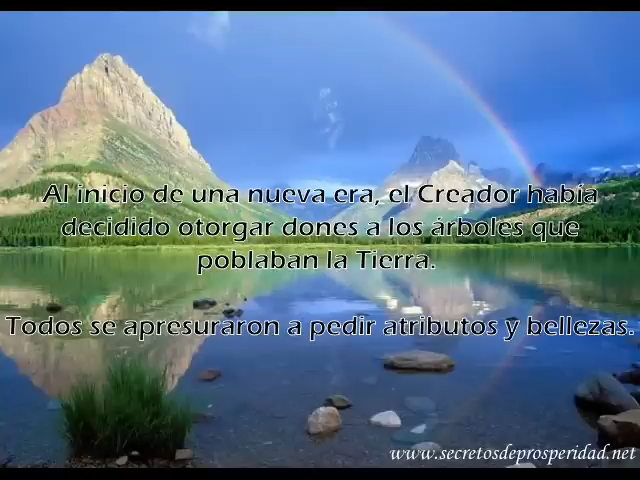 Al inicio de una nueva era, el Creador había
decidido otorgar dones a los árboles que
poblaban la Tierra.
Todos se apresuraron a pedir atributos y bellezas.
www.secretosdeprosperidad.net